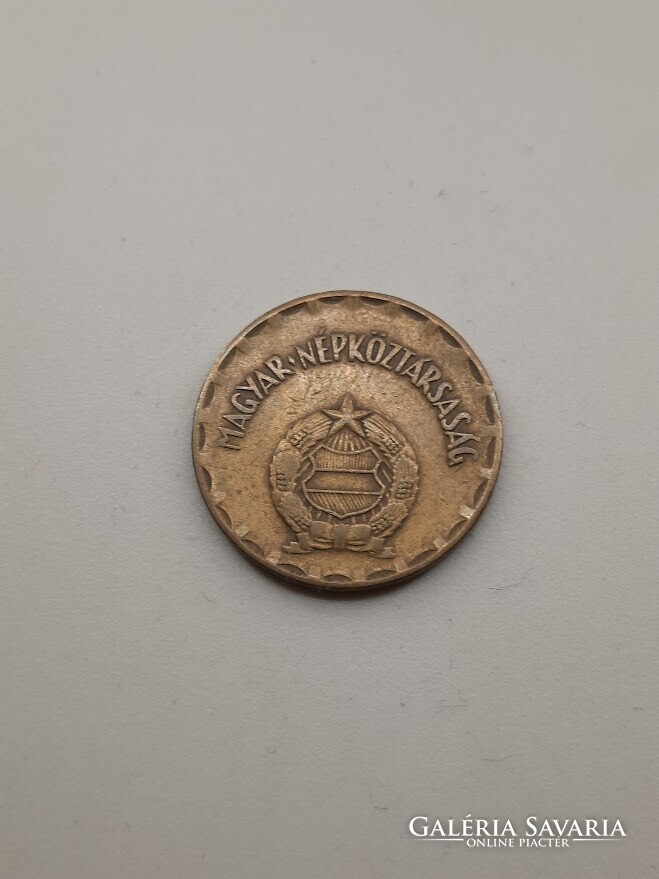 MAGYAR·NÉPKÖZTÁRSASÁG
GALÉRIA SAVARIA
ONLINE PIACTÉR